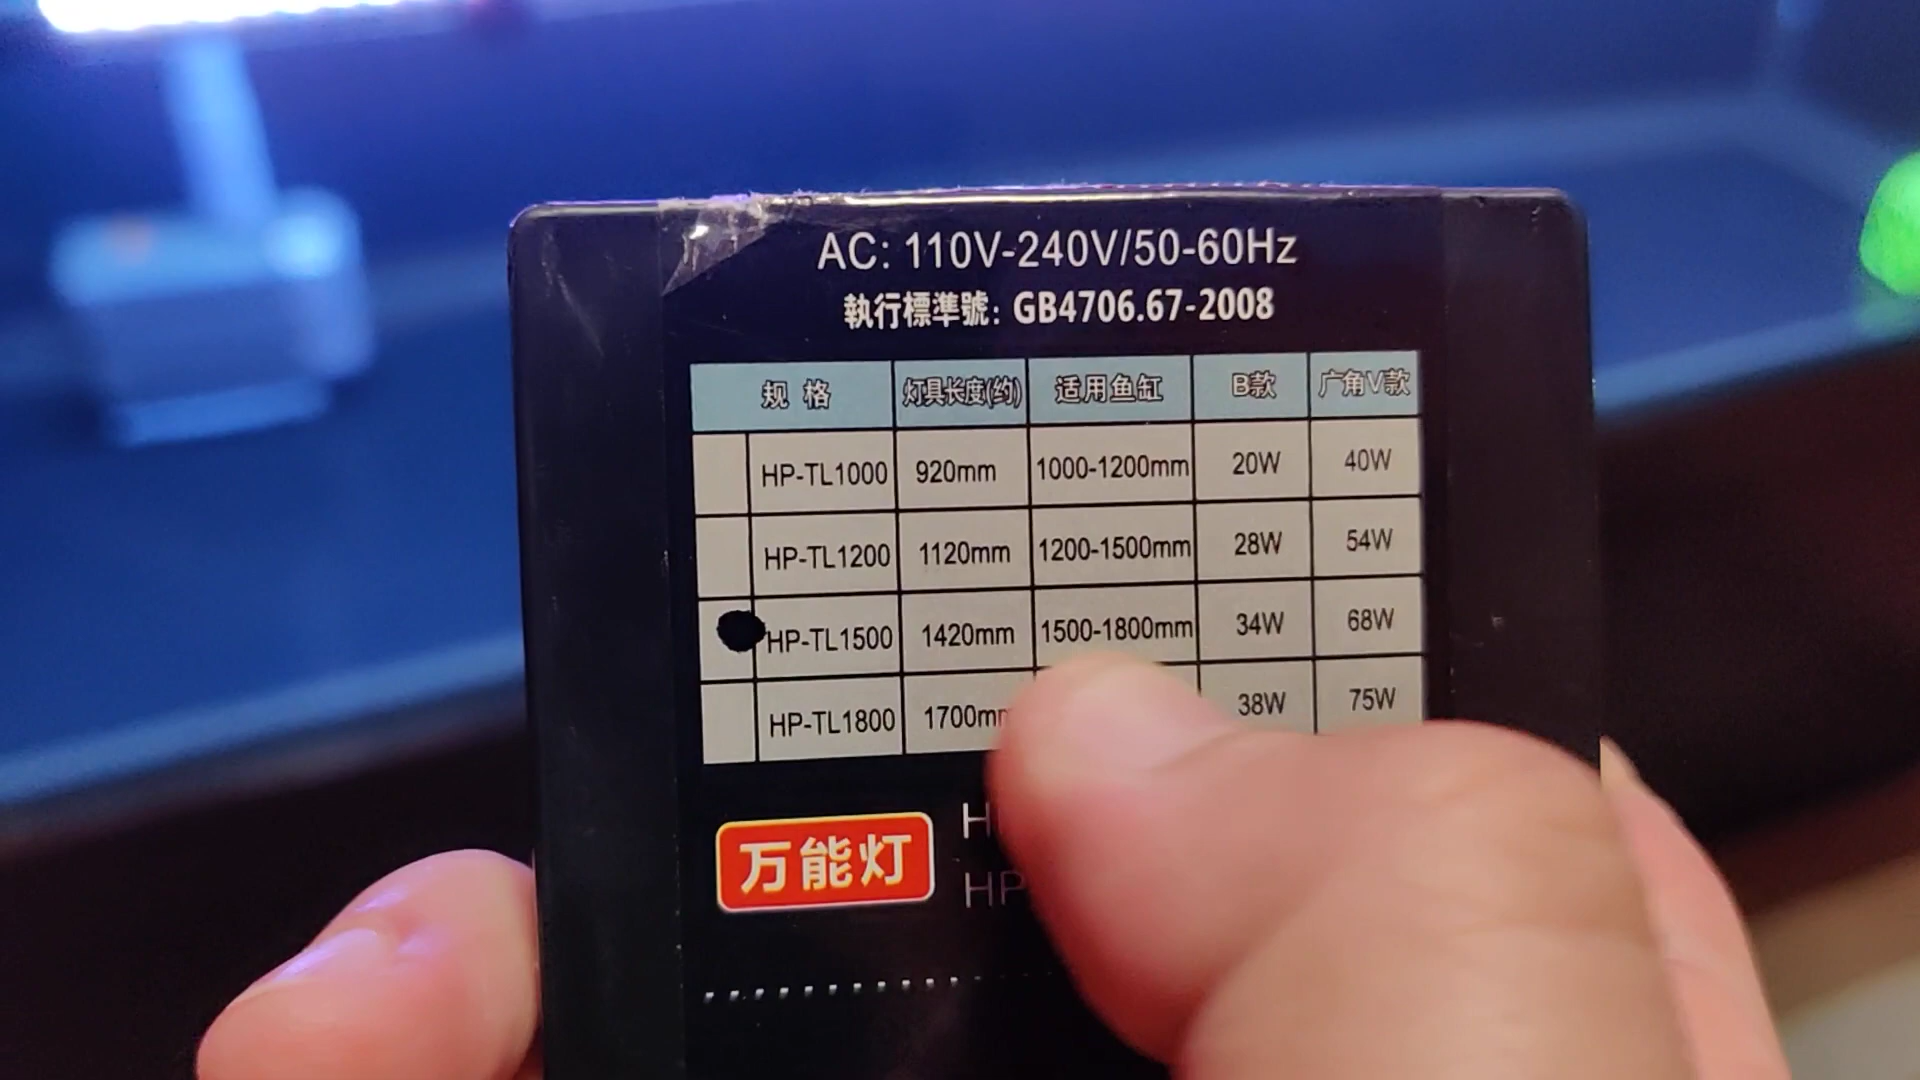 AC: 110V-240V/50-60Hz
執行標準號: GB4706.67-2008
规 格 灯具长度(约) 适用鱼缸 B款 广角V款
HP-TL1000 920mm 1000-1200mm 20W 40W
HP-TL1200 1120mm 1200-1500mm 28W 54W
HP-TL1500 1420mm 1500-1800mm 34W 68W
HP-TL1800 1700mm 38W 75W
万能灯
HP